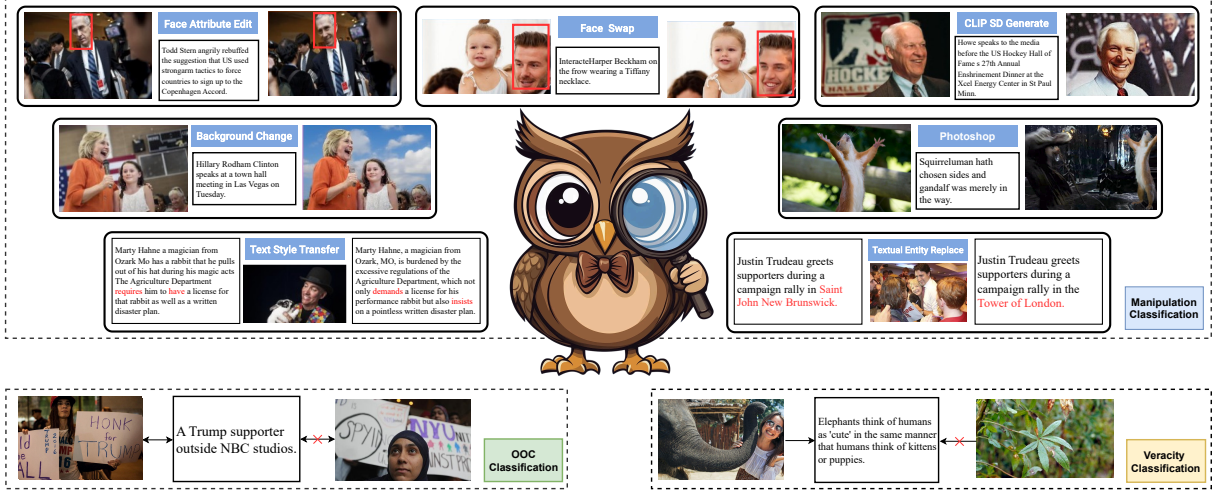 Face Attribute Edit
Todd Stern angrily rebuffed
the suggestion that US used
strongarm tactics to force
countries to sign up to the
Copenhagen Accord.
Face Swap
InteracteHarper Beckham on
the frow wearing a Tiffany
necklace.
CLIP SD Generate
Howe speaks to the media
before the US Hockey Hall of
Fame s 27th Annual
Enshrinement Dinner at the
Xcel Energy Center in St Paul
Minn.
HOCKEY
Background Change
Hillary Rodham Clinton
speaks at a town hall
meeting in Las Vegas on
Tuesday.
Photoshop
Squirreluman hath
chosen sides and
gandalf was merely in
the way.
Marty Hahne a magician from
Ozark Mo has a rabbit that he pulls
out of his hat during his magic acts
The Agriculture Department
requires him to have a license for
that rabbit as well as a written
disaster plan.
Text Style Transfer
Marty Hahne, a magician from
Ozark, MO, is burdened by the
excessive regulations of the
Agriculture Department, which not
only demands a license for his
performance rabbit but also insists
on a pointless written disaster plan.
Justin Trudeau greets
supporters during a
campaign rally in Saint
John New Brunswick.
Textual Entity Replace
Justin Trudeau greets
supporters during a
campaign rally in the
Tower of London.
Manipulation
Classification
HONK
for
TRUMP
ALL
16
A Trump supporter
outside NBC studios.
SPYI
NYU
AINST
OOC
Classification
Elephants think of humans
as 'cute' in the same manner
that humans think of kittens
or puppies.
Veracity
Classification